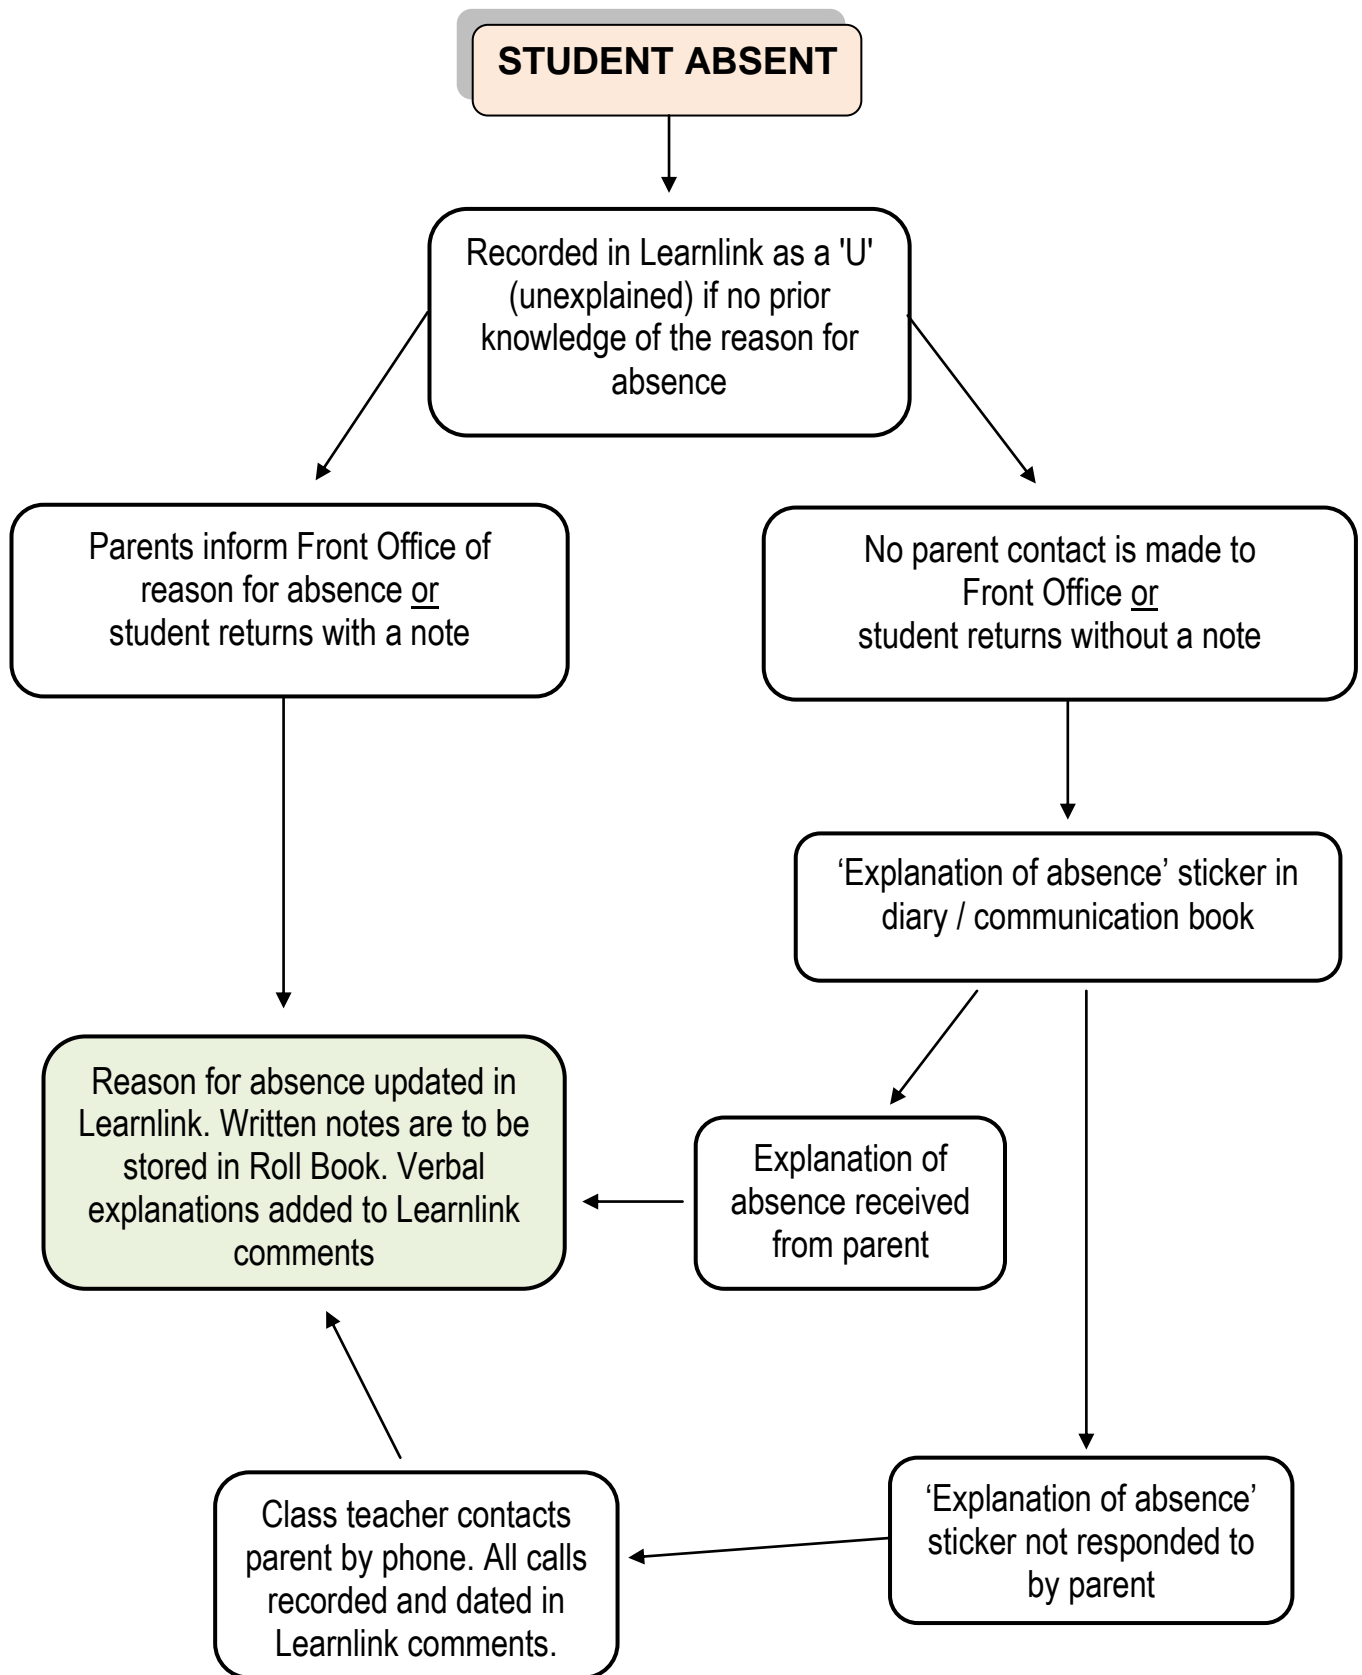 STUDENT ABSENT
Recorded in Learnlink as a 'U'
(unexplained) if no prior
knowledge of the reason for
absence
Parents inform Front Office of
reason for absence or
student returns with a note
No parent contact is made to
Front Office or
student returns without a note
‘Explanation of absence’ sticker in
diary / communication book
Reason for absence updated in
Learnlink. Written notes are to be
stored in Roll Book. Verbal
explanations added to Learnlink
comments
Explanation of
absence received
from parent
Class teacher contacts
parent by phone. All calls
recorded and dated in
Learnlink comments.
‘Explanation of absence’
sticker not responded to
by parent